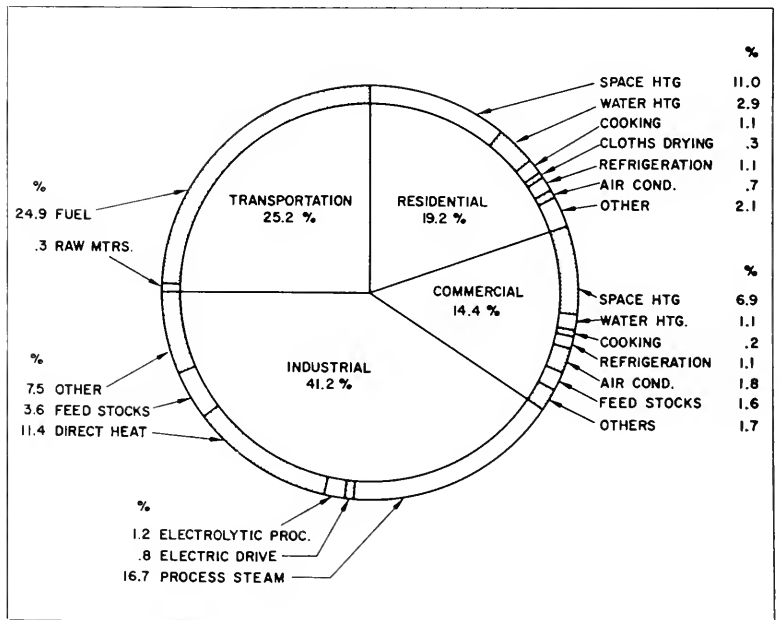 %
SPACE HTG 11.0
WATER HTG 2.9
COOKING 1.1
CLOTHS DRYING .3
REFRIGERATION 1.1
AIR COND. .7
OTHER 2.1
TRANSPORTATION
25.2 %
RESIDENTIAL
19.2 %
%
24.9 FUEL
.3 RAW MTRS.
COMMERCIAL
14.4 %
%
SPACE HTG 6.9
WATER HTG. 1.1
COOKING .2
REFRIGERATION 1.1
AIR COND. 1.8
FEED STOCKS 1.6
OTHERS 1.7
INDUSTRIAL
41.2 %
%
7.5 OTHER
3.6 FEED STOCKS
11.4 DIRECT HEAT
%
1.2 ELECTROLYTIC PROC.
.8 ELECTRIC DRIVE
16.7 PROCESS STEAM